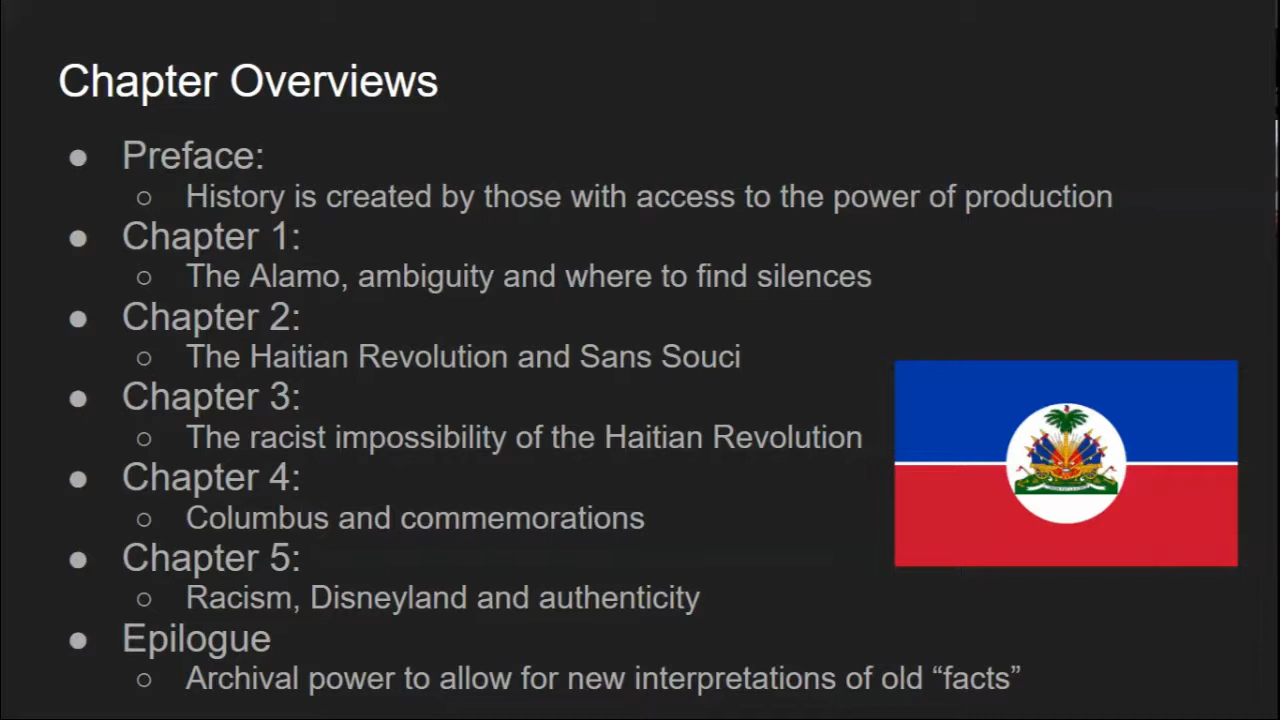 Chapter Overviews
● Preface:
○ History is created by those with access to the power of production
● Chapter 1:
○ The Alamo, ambiguity and where to find silences
● Chapter 2:
○ The Haitian Revolution and Sans Souci
● Chapter 3:
○ The racist impossibility of the Haitian Revolution
● Chapter 4:
○ Columbus and commemorations
● Chapter 5:
○ Racism, Disneyland and authenticity
● Epilogue
○ Archival power to allow for new interpretations of old “facts”